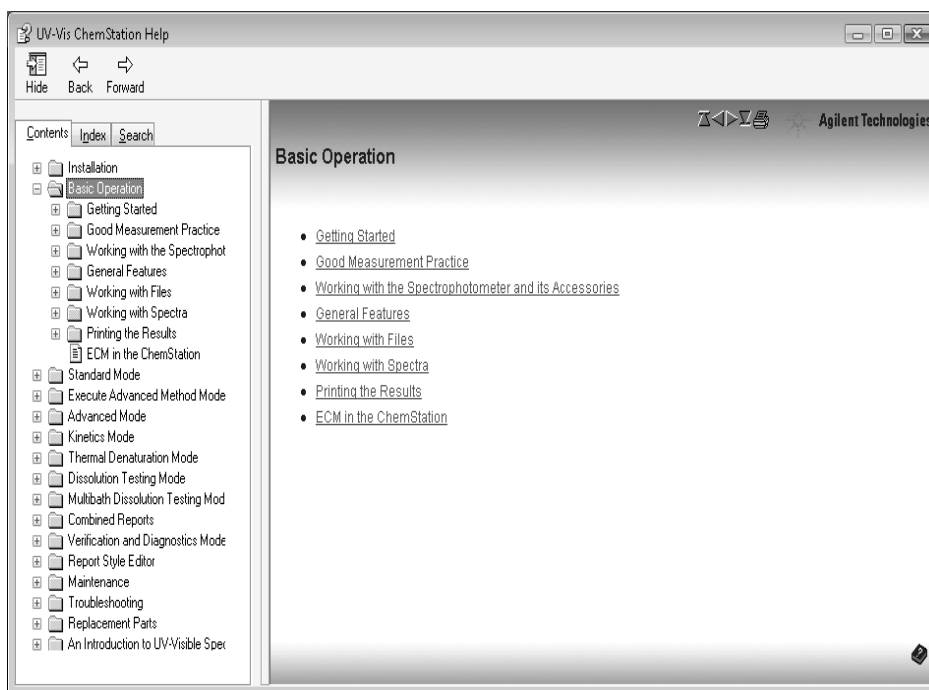 UV-Vis ChemStation Help
Hide Back Forward
Contents Index Search
Installation
Basic Operation
Getting Started
Good Measurement Practice
Working with the Spectrophot
General Features
Working with Files
Working with Spectra
Printing the Results
ECM in the ChemStation
Standard Mode
Execute Advanced Method Mode
Advanced Mode
Kinetics Mode
Thermal Denaturation Mode
Dissolution Testing Mode
Multibath Dissolution Testing Mod
Combined Reports
Verification and Diagnostics Mode
Report Style Editor
Maintenance
Troubleshooting
Replacement Parts
An Introduction to UV-Visible Spec
Agilent Technologies
Basic Operation
• Getting Started
• Good Measurement Practice
• Working with the Spectrophotometer and its Accessories
• General Features
• Working with Files
• Working with Spectra
• Printing the Results
• ECM in the ChemStation